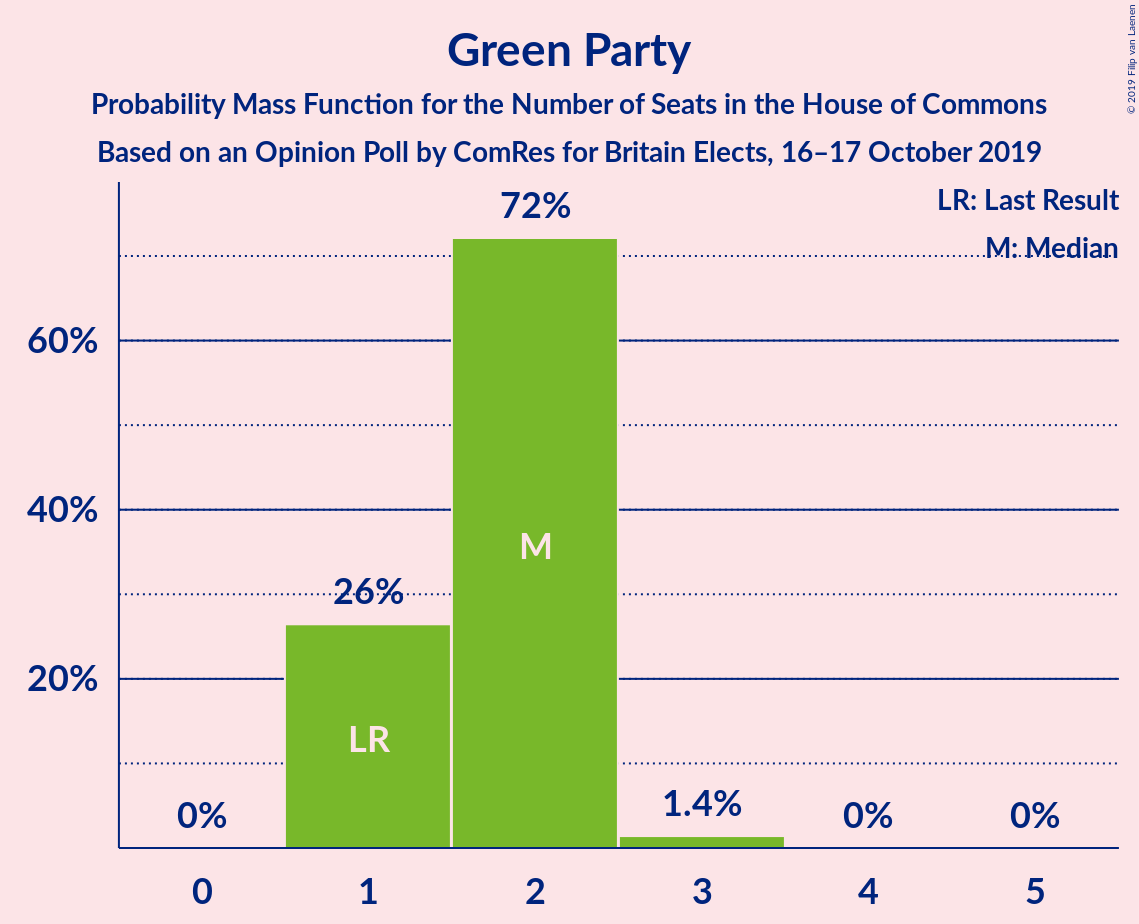 Green Party
Probability Mass Function for the Number of Seats in the House of Commons
Based on an Opinion Poll by ComRes for Britain Elects, 16–17 October 2019
© 2019 Filip van Laenen
LR: Last Result
M: Median
72%
60%
40%
M
26%
20%
LR
0%
1.4%
0%
0%
0
1
2
3
4
5